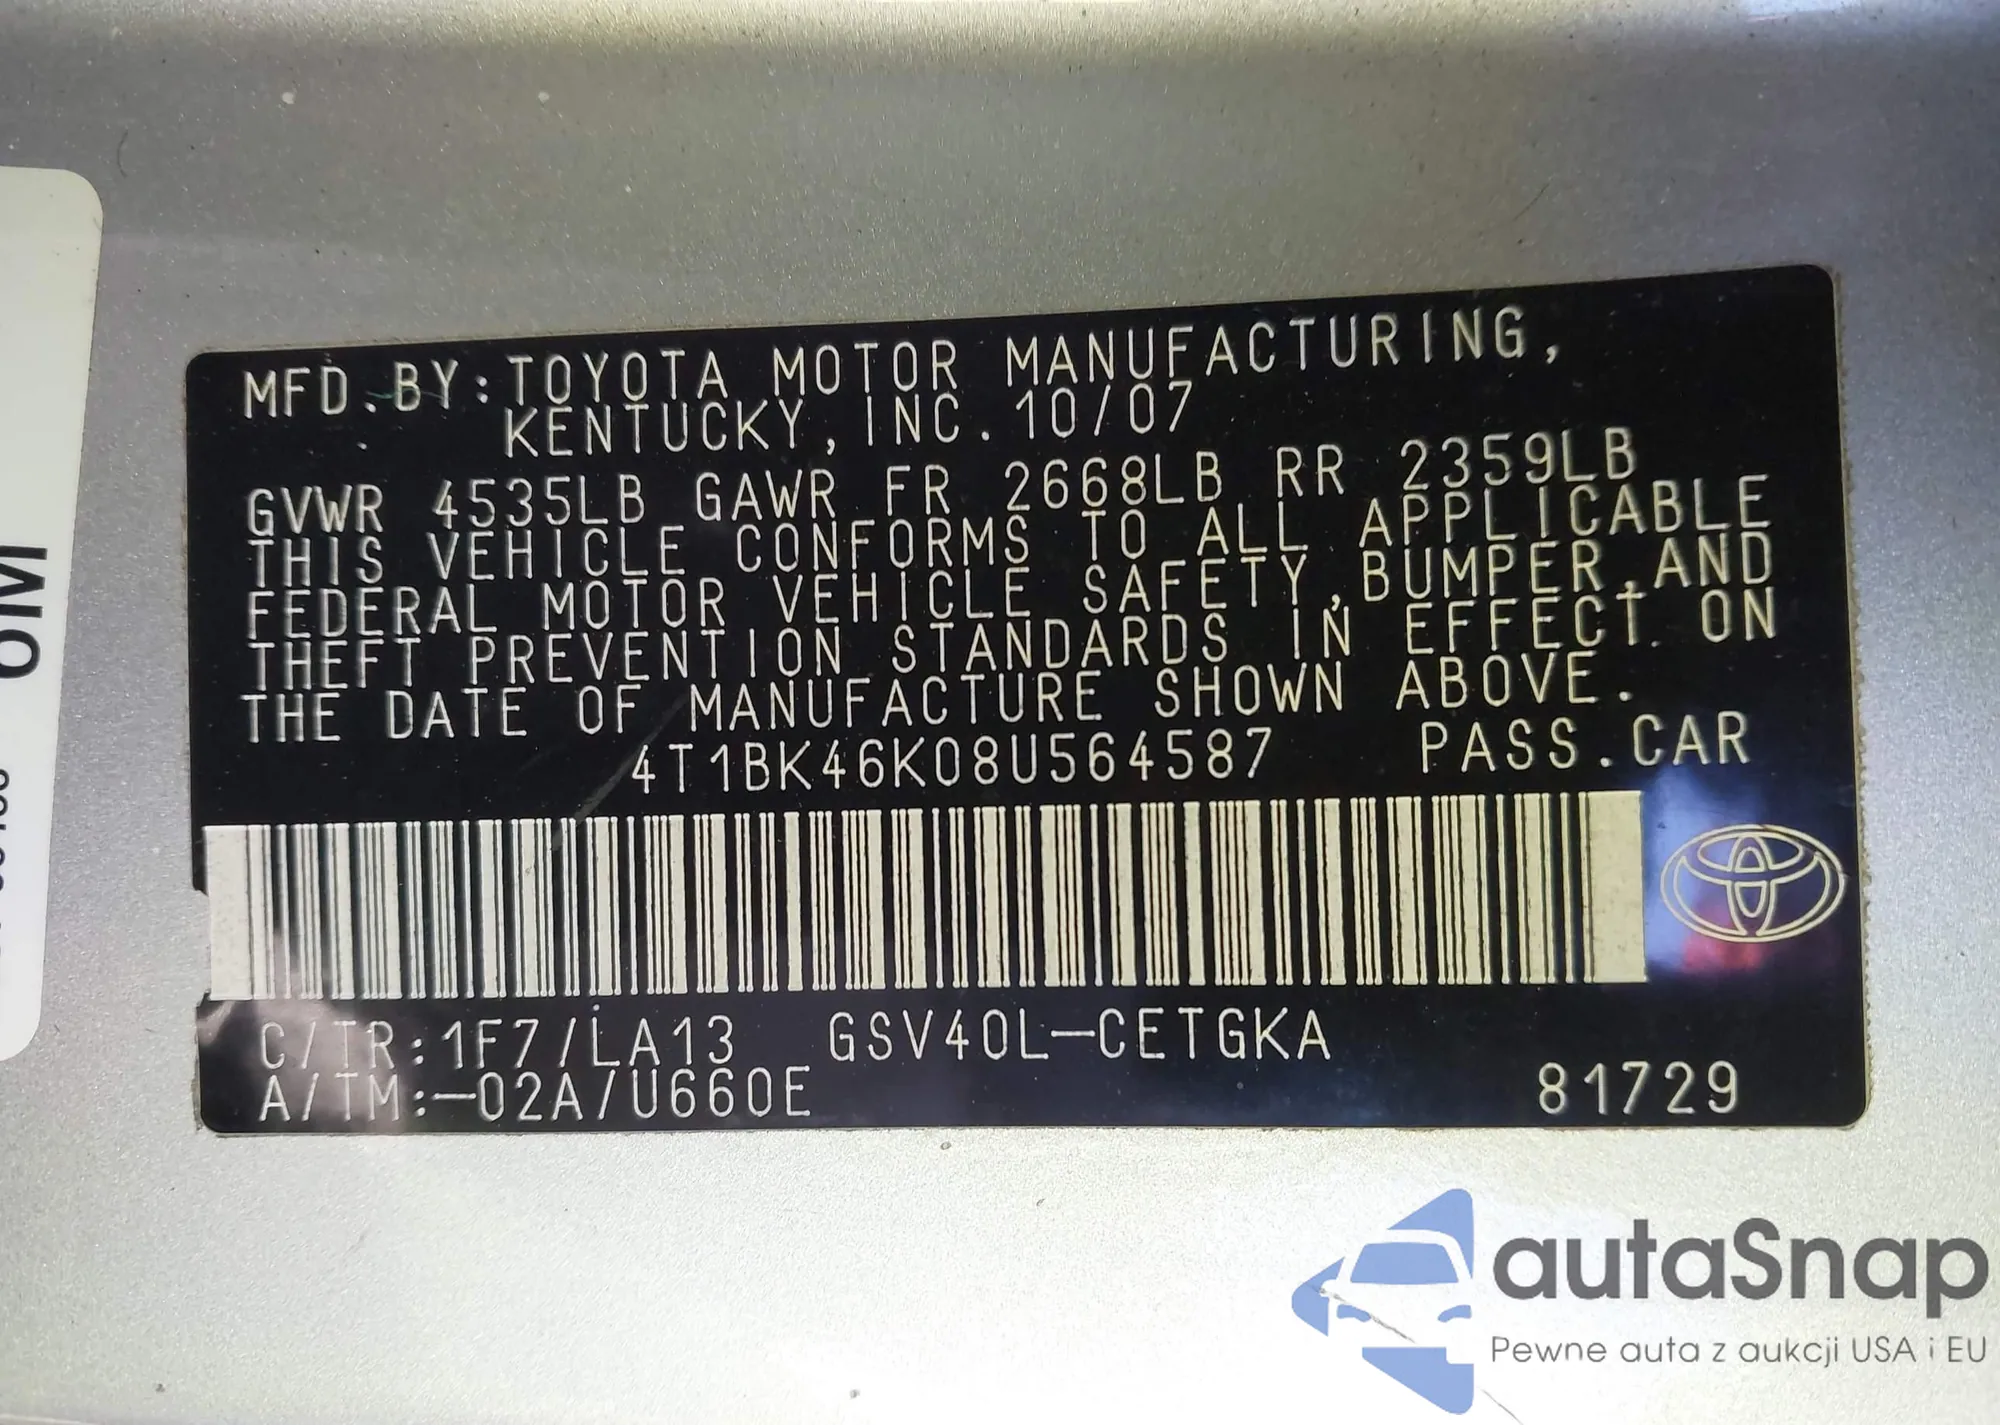 MFD.BY:TOYOTA MOTOR MANUFACTURING,
KENTUCKY, INC. 10/07
GVWR 4535LB GAWR FR 2668LB RR 2359LB
THIS VEHICLE CONFORMS TO ALL APPLICABLE
FEDERAL MOTOR VEHICLE SAFETY, BUMPER, AND
THEFT PREVENTION STANDARDS IN EFFECT ON
THE DATE OF MANUFACTURE SHOWN ABOVE.
4T1BK46K08U564587 PASS.CAR
C/TR:1F7/LA13 GSV40L-CETGKA
A/TM:-02A/U660E 81729
autaSnap
Pewne auta z aukcji USA i EU